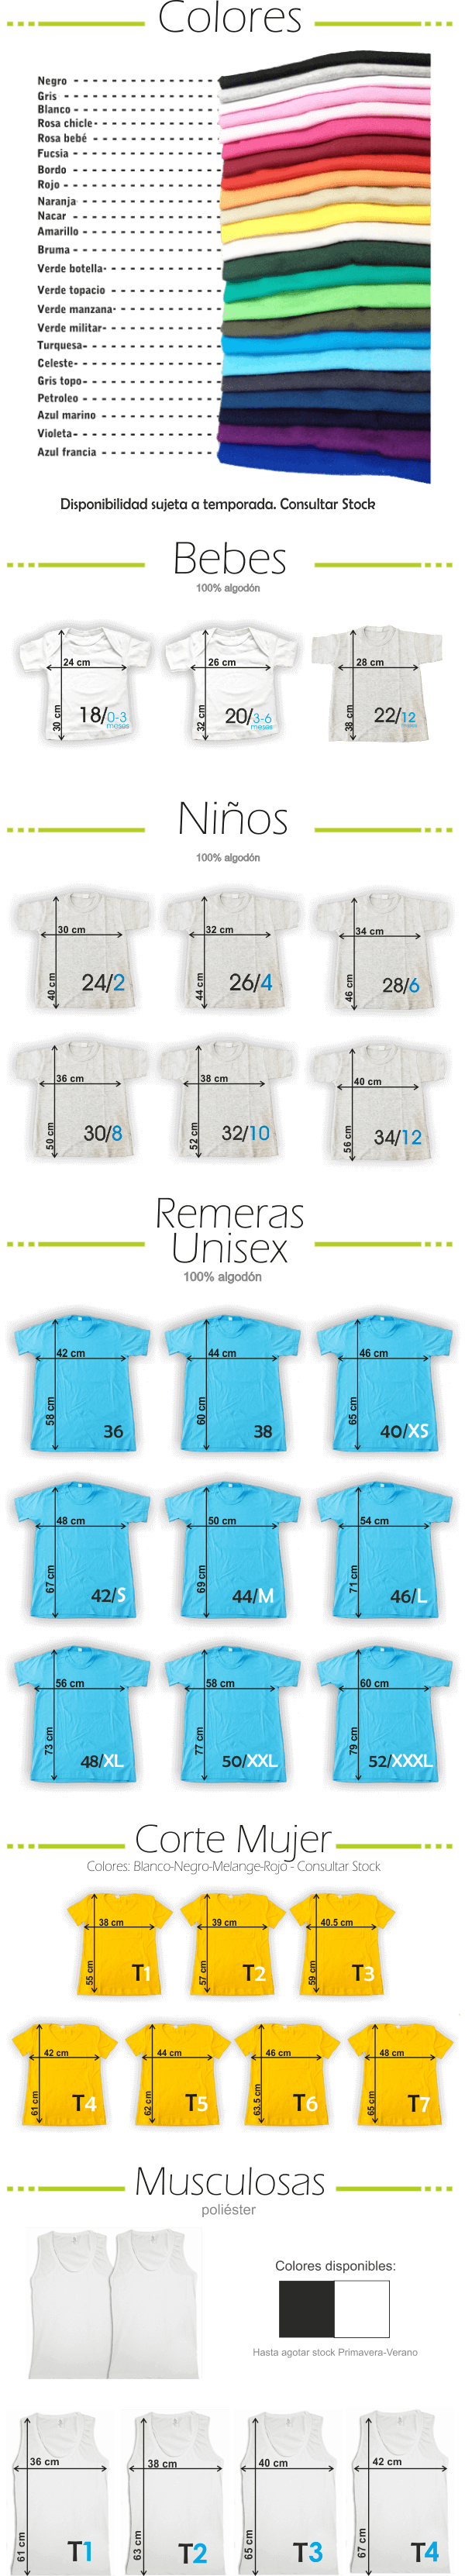 Colores
Negro
Gris
Blanco
Rosa chicle
Rosa bebé
Fucsia
Bordo
Rojo
Naranja
Nacar
Amarillo
Bruma
Verde botella
Verde topacio
Verde manzana
Verde militar
Turquesa
Celeste
Gris topo
Petroleo
Azul marino
Violeta
Azul francia
Disponibilidad sujeta a temporada. Consultar Stock
Bebes
100% algodón
24 cm
30 cm
18/0-3
meses
26 cm
32 cm
20/3-6
meses
28 cm
38 cm
22/12
meses
Niños
100% algodón
30 cm
40 cm
24/2
32 cm
44 cm
26/4
34 cm
46 cm
28/6
36 cm
50 cm
30/8
38 cm
52 cm
32/10
40 cm
56 cm
34/12
Remeras
Unisex
100% algodón
42 cm
58 cm
36
44 cm
60 cm
38
46 cm
65 cm
40/XS
48 cm
67 cm
42/S
50 cm
69 cm
44/M
54 cm
71 cm
46/L
56 cm
73 cm
48/XL
58 cm
77 cm
50/XXL
60 cm
79 cm
52/XXXL
Corte Mujer
Colores: Blanco-Negro-Melange-Rojo - Consultar Stock
38 cm
55 cm
T1
39 cm
57 cm
T2
40.5 cm
59 cm
T3
42 cm
61 cm
T4
44 cm
62 cm
T5
46 cm
63.5 cm
T6
48 cm
65 cm
T7
Musculosas
poliéster
Colores disponibles:
Hasta agotar stock Primavera-Verano
36 cm
61 cm
T1
38 cm
63 cm
T2
40 cm
65 cm
T3
42 cm
67 cm
T4